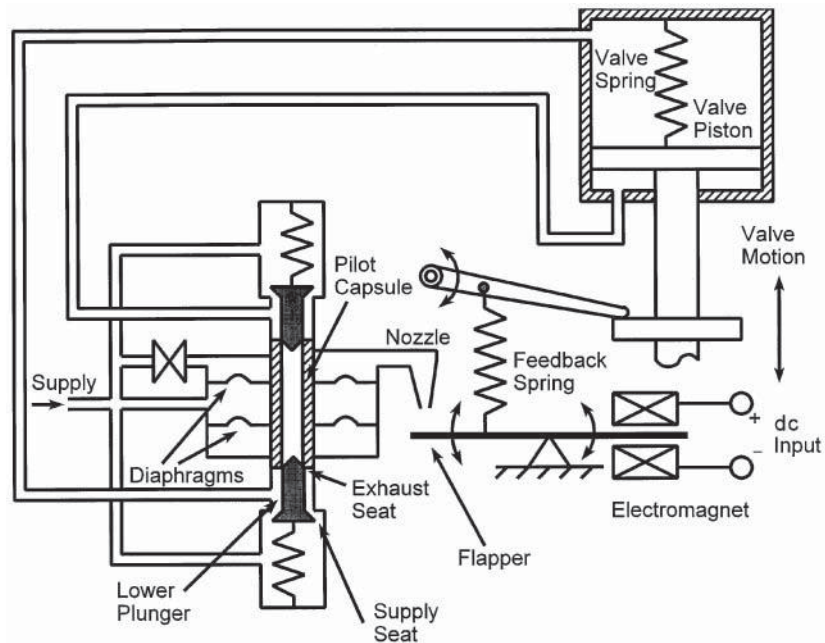 Valve
Spring
Valve
Piston
Valve
Motion
Pilot
Capsule
Nozzle
Feedback
Spring
Supply
+
dc
Input
−
Diaphragms
Exhaust
Seat
Electromagnet
Flapper
Lower
Plunger
Supply
Seat